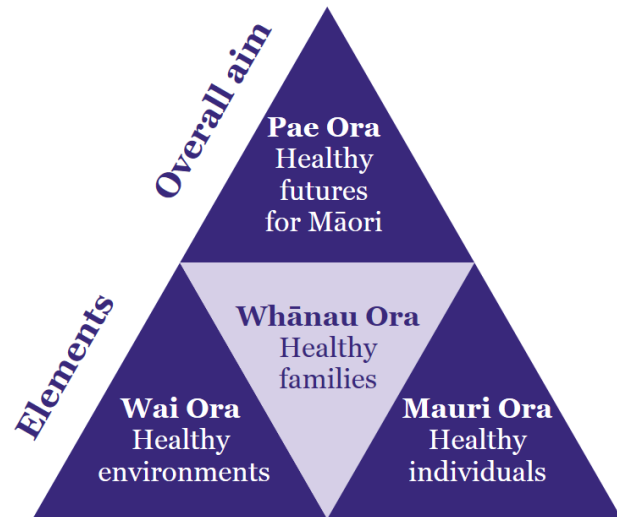 Overall aim
Pae Ora
Healthy
futures
for Māori
Elements
Whānau Ora
Healthy
families
Wai Ora
Healthy
environments
Mauri Ora
Healthy
individuals